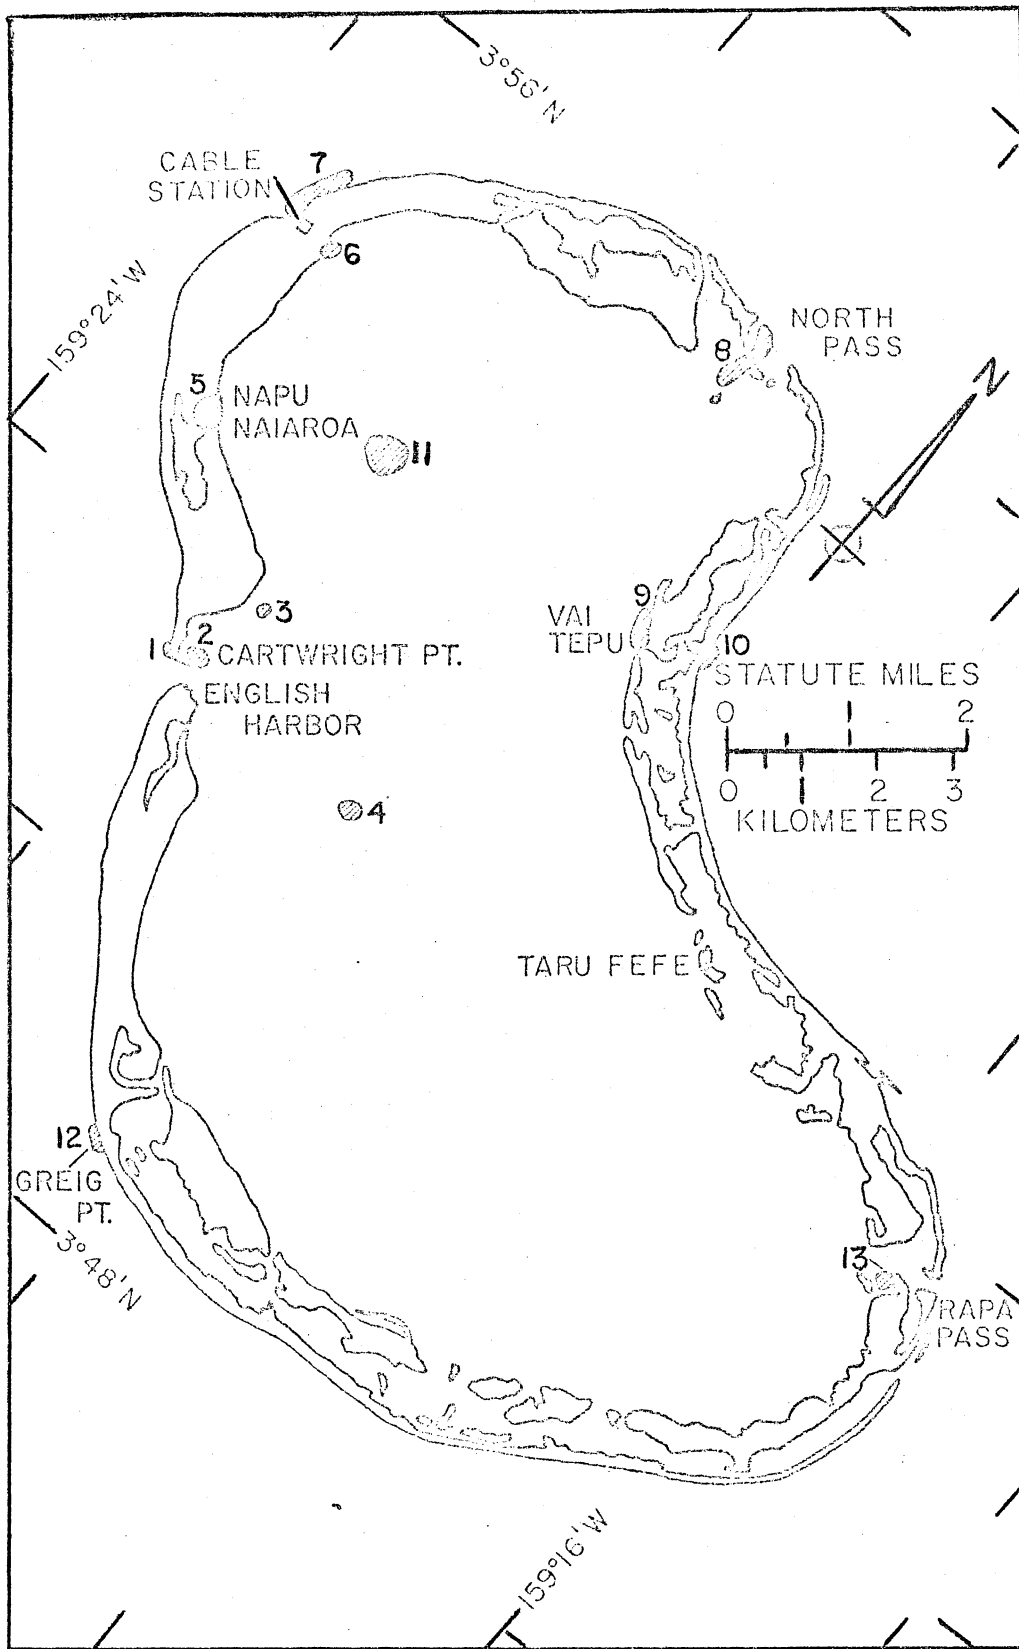 3°56'N
CABLE
STATION
7
6
159°24'W
NORTH
PASS
8
5
NAPU
NAIAROA
11
N
3
9
VAI
TEPU
1
2
CARTWRIGHT PT.
10
ENGLISH
HARBOR
STATUTE MILES
0 2
0 2 3
KILOMETERS
4
TARU FEFE
12
GREIG
PT.
3°48'N
13
RAPA
PASS
159°16'W